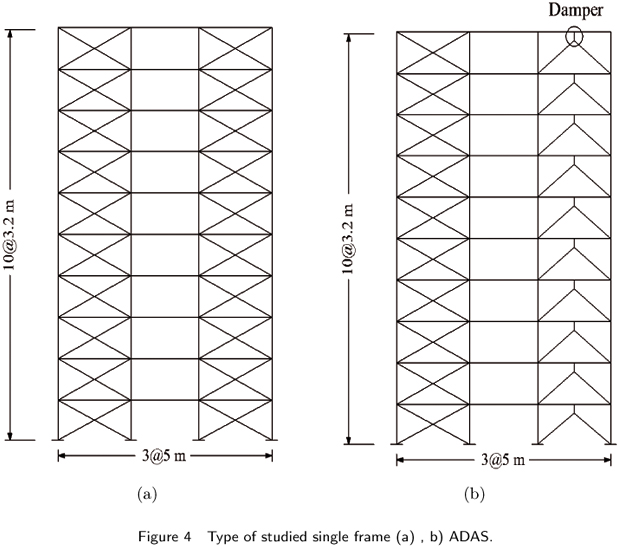 Damper
10@3.2 m
10@3.2 m
3@5 m
3@5 m
(a)
(b)
Figure 4 Type of studied single frame (a) , b) ADAS.